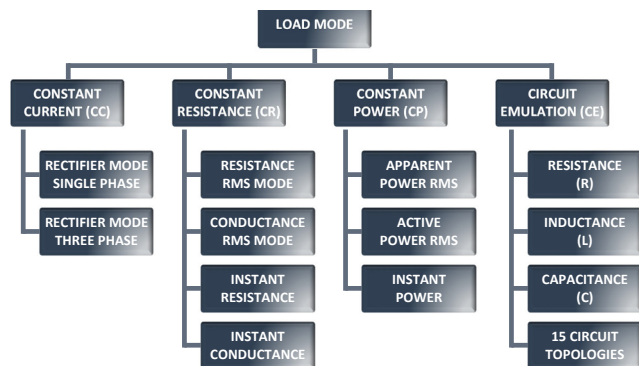 LOAD MODE
CONSTANT
CURRENT (CC)
CONSTANT
RESISTANCE (CR)
CONSTANT
POWER (CP)
CIRCUIT
EMULATION (CE)
RECTIFIER MODE
SINGLE PHASE
RECTIFIER MODE
THREE PHASE
RESISTANCE
RMS MODE
CONDUCTANCE
RMS MODE
INSTANT
RESISTANCE
INSTANT
CONDUCTANCE
APPARENT
POWER RMS
ACTIVE
POWER RMS
INSTANT
POWER
RESISTANCE
(R)
INDUCTANCE
(L)
CAPACITANCE
(C)
15 CIRCUIT
TOPOLOGIES